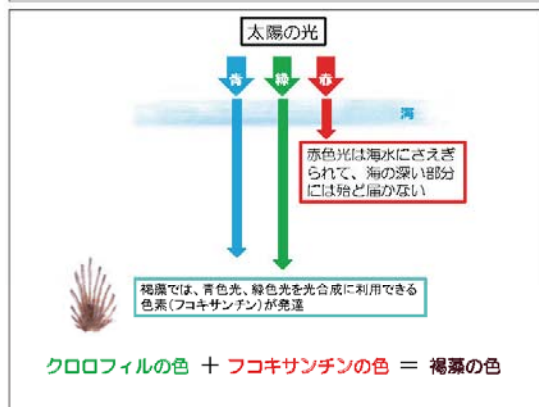 太陽の光
青 緑 赤
海
赤色光は海水にさえぎ
られて、海の深い部分
には殆ど届かない
褐藻では、青色光、緑色光を光合成に利用できる
色素(フコキサンチン)が発達
クロロフィルの色 + フコキサンチンの色 = 褐藻の色